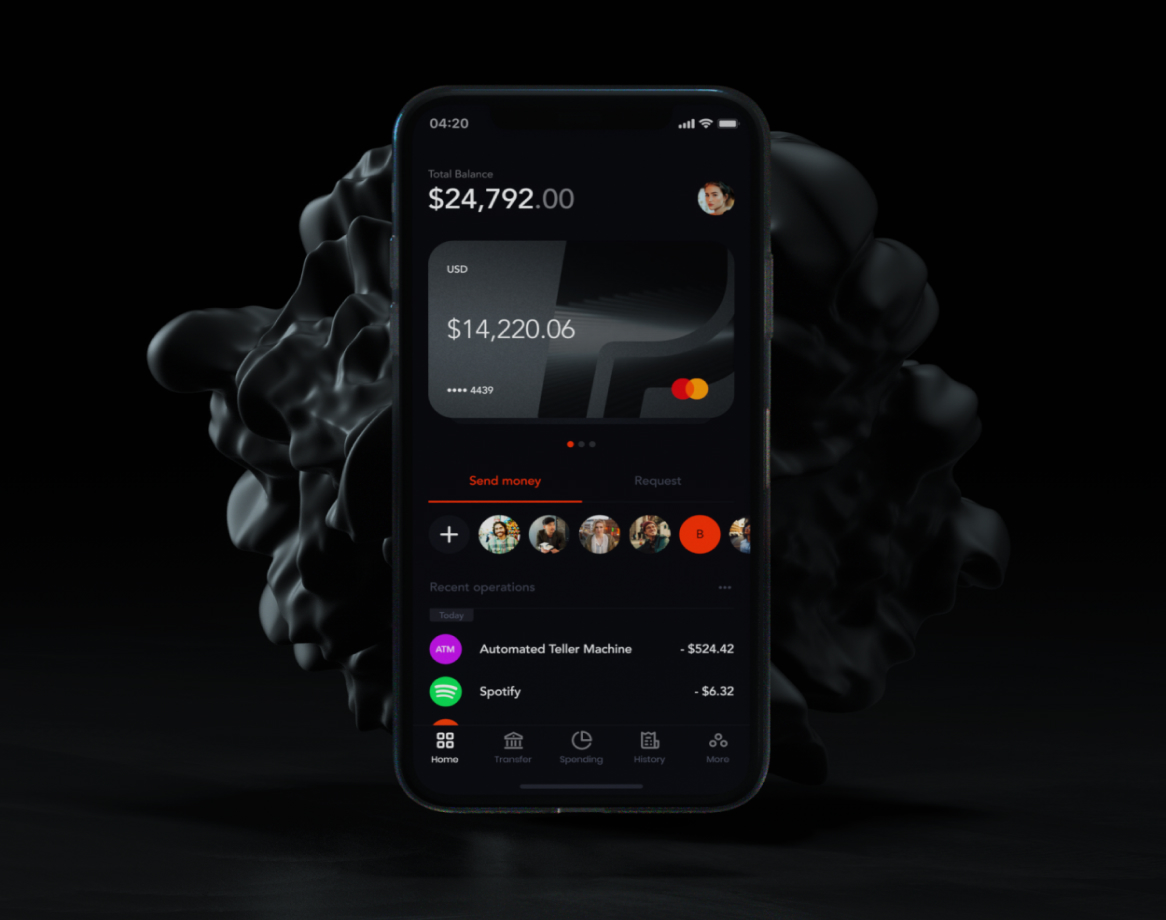 04:20
Total Balance
$24,792.00
USD
$14,220.06
•••• 4439
Send money Request
B
Recent operations
Today
ATM Automated Teller Machine - $524.42
Spotify - $6.32
Home Transfer Spending History More